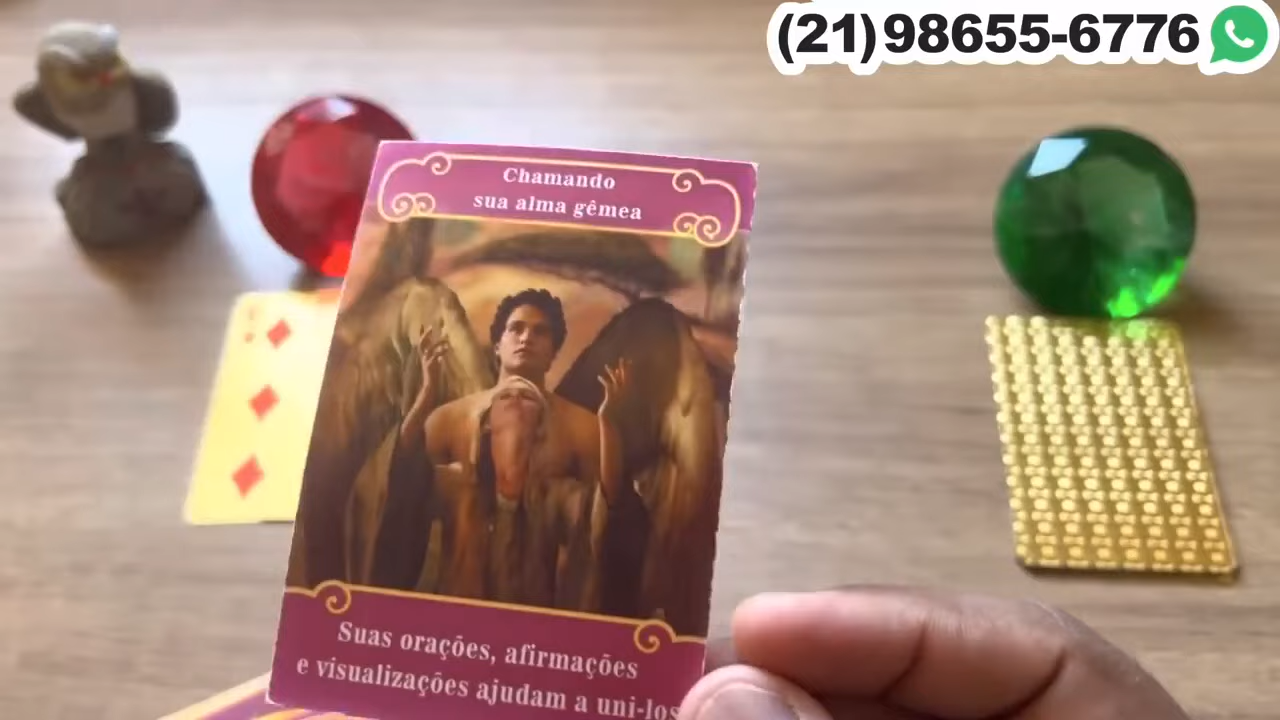 (21)98655-6776
Chamando
sua alma gêmea
Suas orações, afirmações
e visualizações ajudam a uni-los